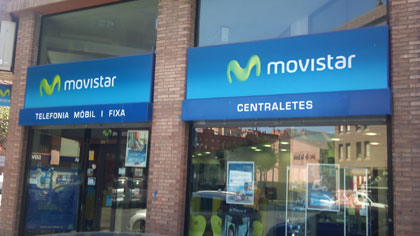 movistar
TELEFONIA MÒBIL I FIXA
movistar
CENTRALETES